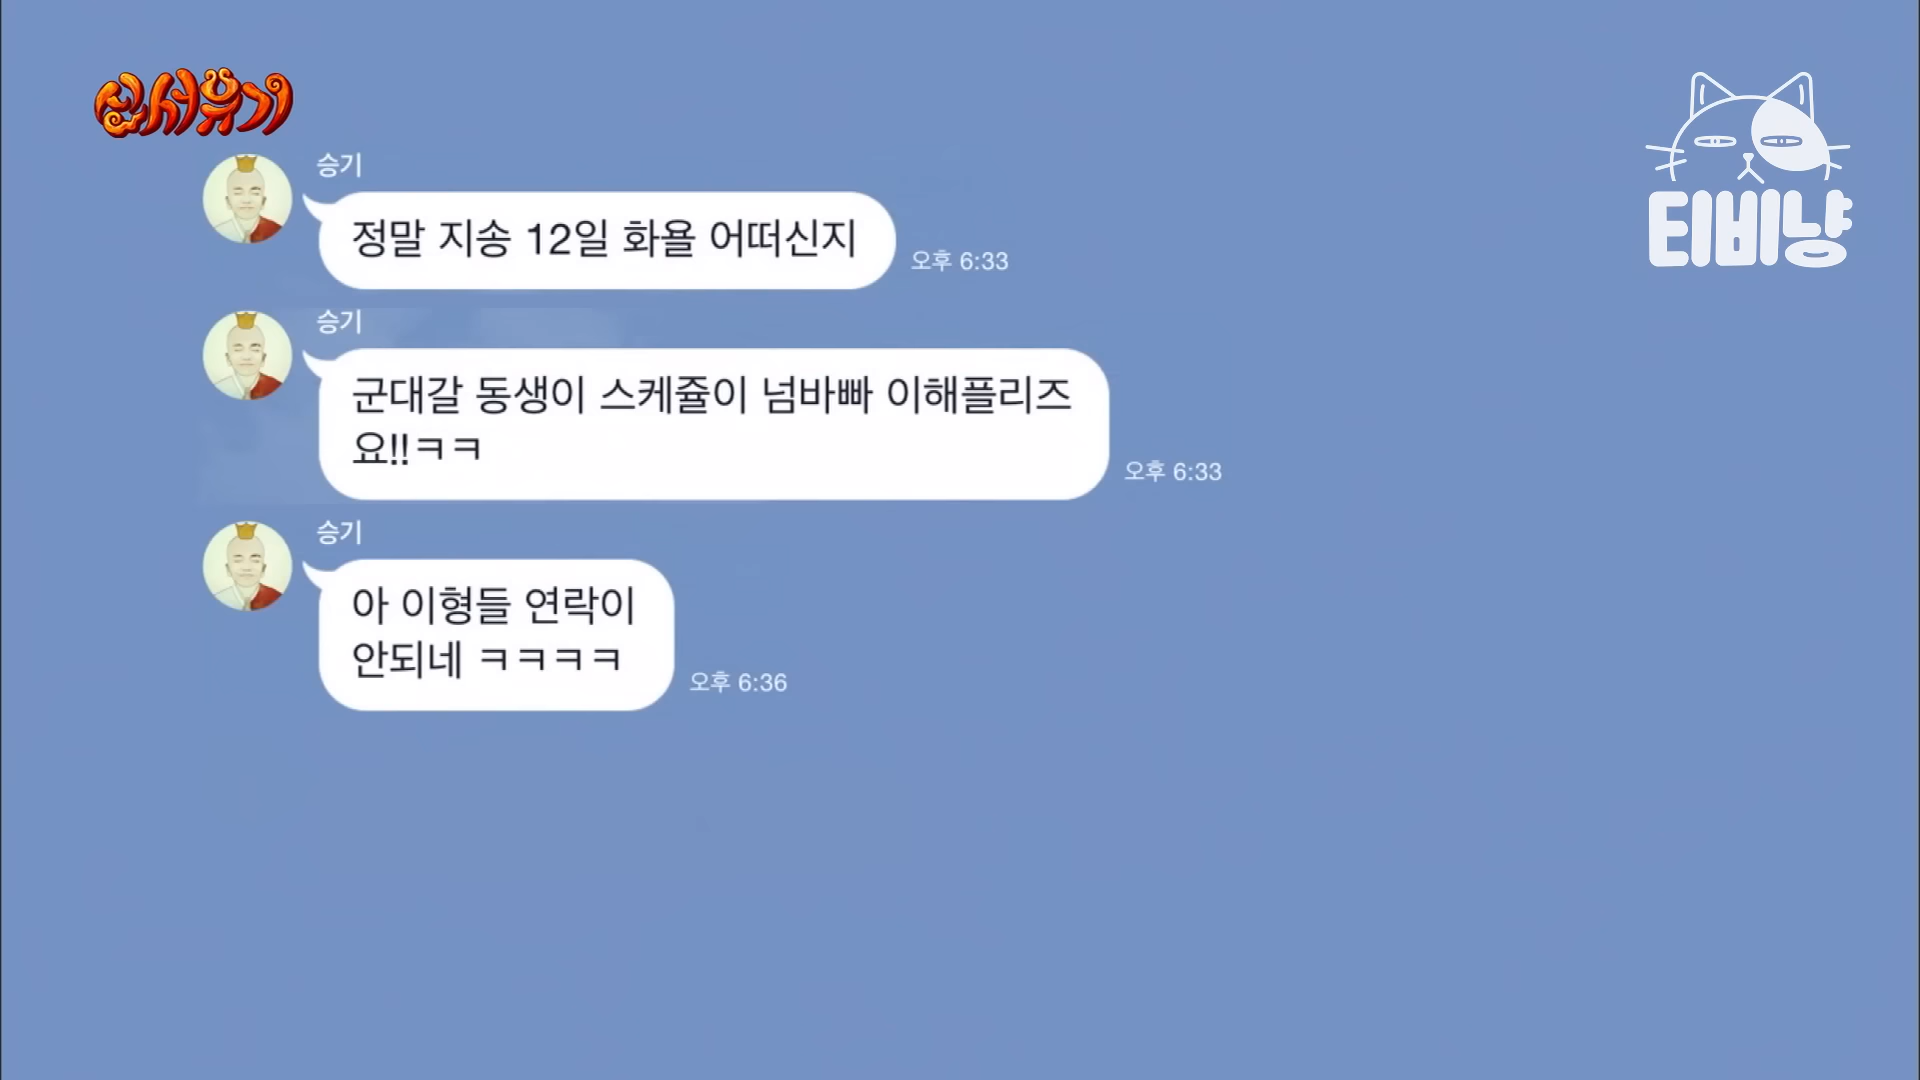 신서유기
티비냥
승기
정말 지송 12일 화욜 어떠신지
오후 6:33
승기
군대갈 동생이 스케쥴이 넘바빠 이해플리즈
요!!ㅋㅋ
오후 6:33
승기
아 이형들 연락이
안되네 ㅋㅋㅋㅋ
오후 6:36